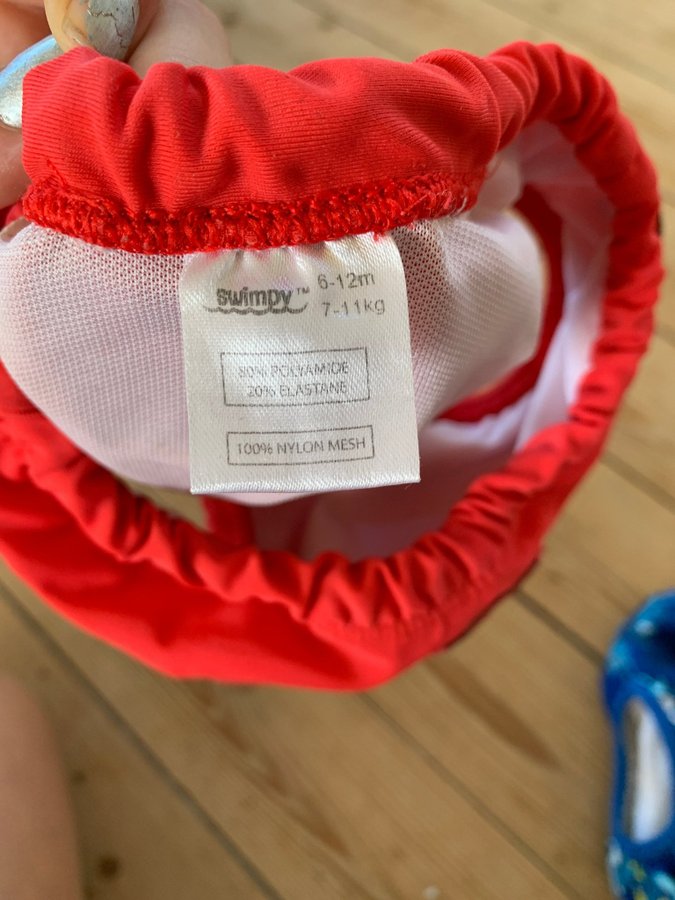 swimpy™ 6-12m
7-11kg
80% POLYAMIDE
20% ELASTANE
100% NYLON MESH